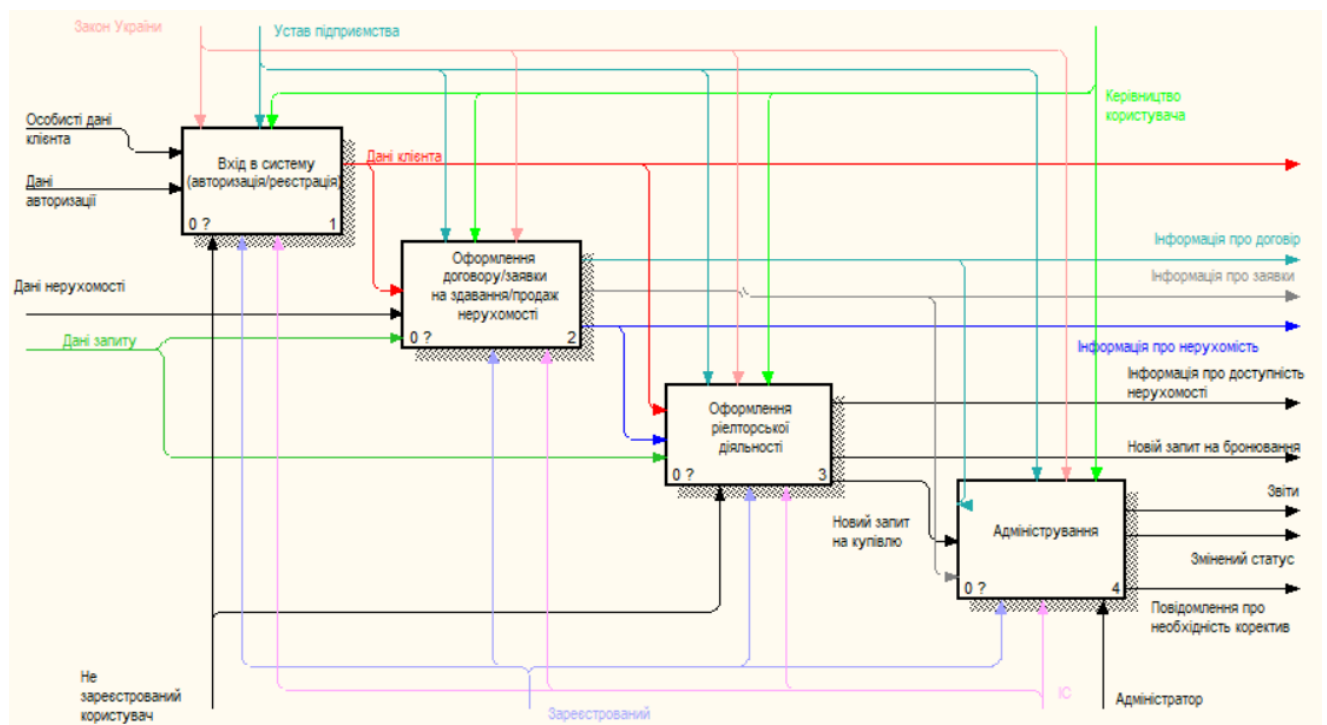 Закон України
Устав підприємства
Керівництво
користувача
Особисті дані
клієнта
Дані
авторизації
Вхід в систему
(авторизація/реєстрація)
0 ?
1
Дані клієнта
Оформлення
договору/заявки
на здавання/продаж
нерухомості
0 ?
2
Інформація про договір
Інформація про заявки
Дані нерухомості
Дані запиту
Інформація про нерухомість
Інформація про доступність
нерухомості
Оформлення
ріелторської
діяльності
0 ?
3
Новій запит на бронювання
Новий запит
на купівлю
Звіти
Адміністрування
0 ?
4
Змінений статус
Повідомлення про
необхідність коректив
Не
зареєстрований
користувач
Зареєстрований
ІС
Адміністратор